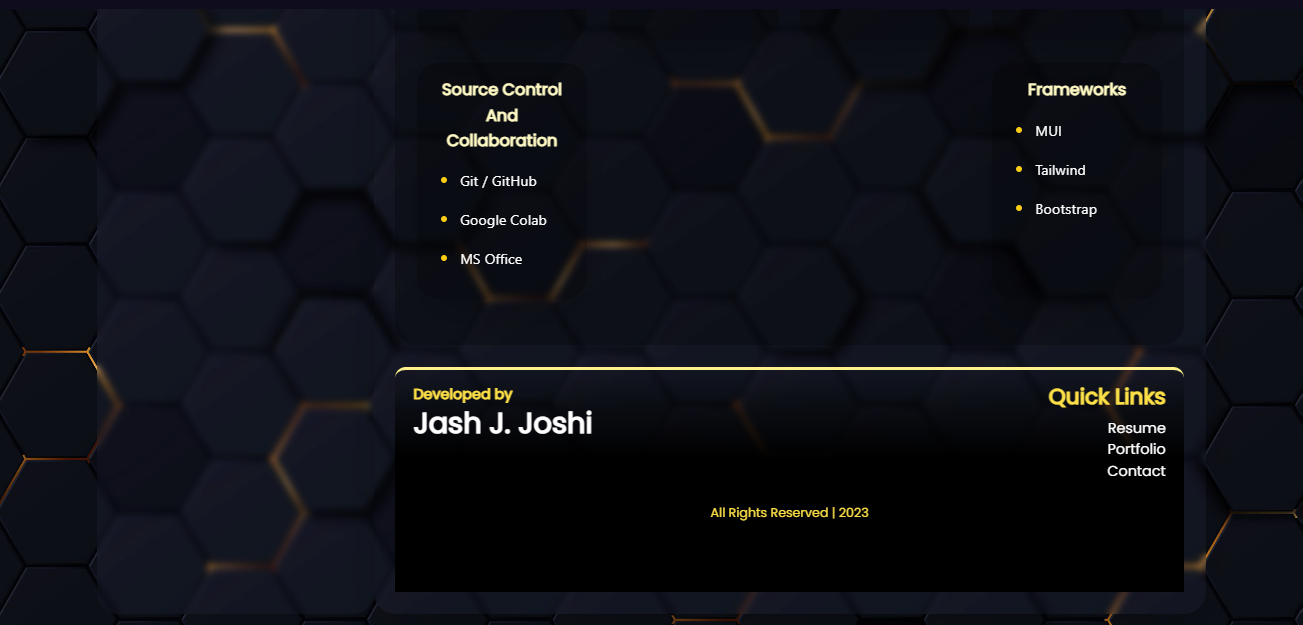 Source Control
And
Collaboration
Git / GitHub
Google Colab
MS Office
Frameworks
MUI
Tailwind
Bootstrap
Developed by
Jash J. Joshi
Quick Links
Resume
Portfolio
Contact
All Rights Reserved | 2023